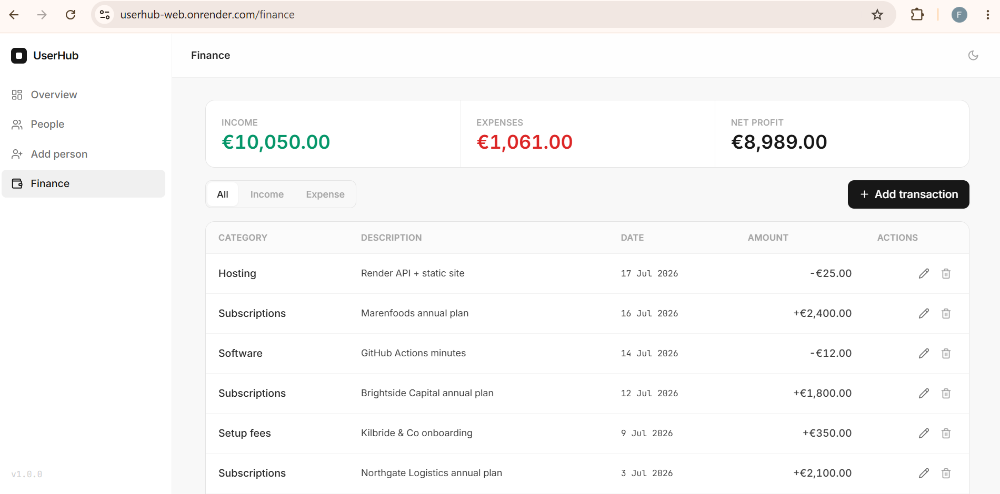 userhub-web.onrender.com/finance
F
UserHub
Finance
Overview
People
Add person
Finance
INCOME
€10,050.00
EXPENSES
€1,061.00
NET PROFIT
€8,989.00
All Income Expense
+ Add transaction
CATEGORY DESCRIPTION DATE AMOUNT ACTIONS
Hosting Render API + static site 17 Jul 2026 -€25.00
Subscriptions Marenfoods annual plan 16 Jul 2026 +€2,400.00
Software GitHub Actions minutes 14 Jul 2026 -€12.00
Subscriptions Brightside Capital annual plan 12 Jul 2026 +€1,800.00
Setup fees Kilbride & Co onboarding 9 Jul 2026 +€350.00
Subscriptions Northgate Logistics annual plan 3 Jul 2026 +€2,100.00
v1.0.0